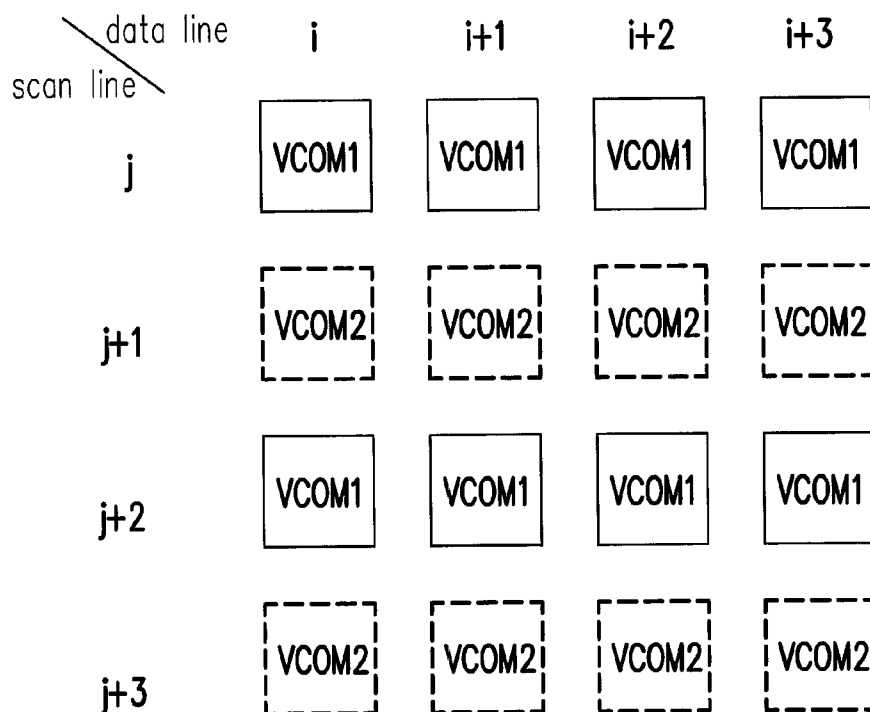 data line i i+1 i+2 i+3
scan line
j VCOM1 VCOM1 VCOM1 VCOM1
j+1 VCOM2 VCOM2 VCOM2 VCOM2
j+2 VCOM1 VCOM1 VCOM1 VCOM1
j+3 VCOM2 VCOM2 VCOM2 VCOM2